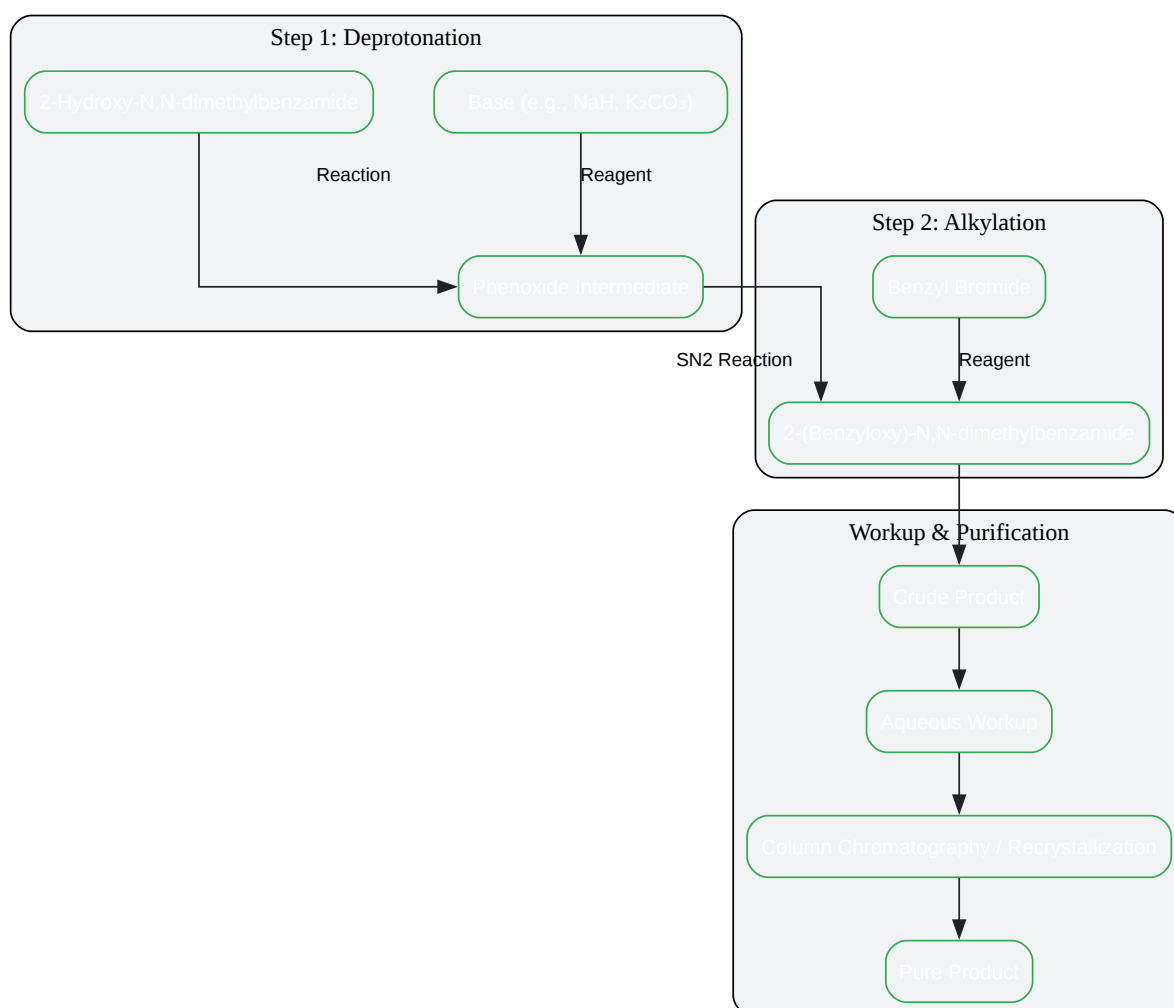 Step 1: Deprotonation
2-Hydroxy-N,N-dimethylbenzamide
Base (e.g., NaH, K₂CO₃)
Reaction
Reagent
Phenoxide Intermediate
Step 2: Alkylation
Benzyl Bromide
SN2 Reaction
Reagent
2-(Benzyloxy)-N,N-dimethylbenzamide
Workup & Purification
Crude Product
Aqueous Workup
Column Chromatography / Recrystallization
Pure Product